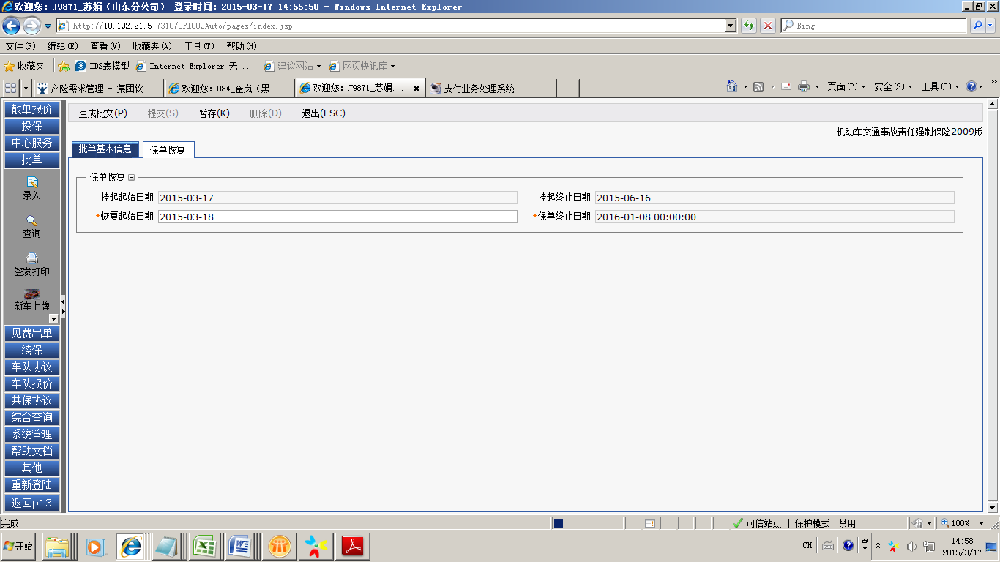 欢迎您: J9871_苏娟 (山东分公司) 登录时间: 2015-03-17 14:55:50 - Windows Internet Explorer
http://10.192.21.5:7310/CPIC09Auto/pages/index.jsp
Bing
文件(F) 编辑(E) 查看(V) 收藏夹(A) 工具(T) 帮助(H)
收藏夹 IDS表模型 Internet Explorer 无... 建议网站 网页快讯库
产险需求管理 - 集团软... 欢迎您: 084_崔岚 (黑... 欢迎您: J9871_苏娟... 支付业务处理系统 页面(P) 安全(S) 工具(O)
散单报价
投保
中心服务
批单
录入
查询
签发打印
新车上牌
见费出单
续保
车队协议
车队报价
共保协议
综合查询
系统管理
帮助文档
其他
重新登陆
返回p13
生成批文(P) 提交(S) 暂存(K) 删除(D) 退出(ESC)
机动车交通事故责任强制保险2009版
批单基本信息 保单恢复
保单恢复
挂起起始日期 2015-03-17 挂起终止日期 2015-06-16
*恢复起始日期 2015-03-18 *保单终止日期 2016-01-08 00:00:00
完成 可信站点 | 保护模式: 禁用 100%
开始 CH 14:58
2015/3/17